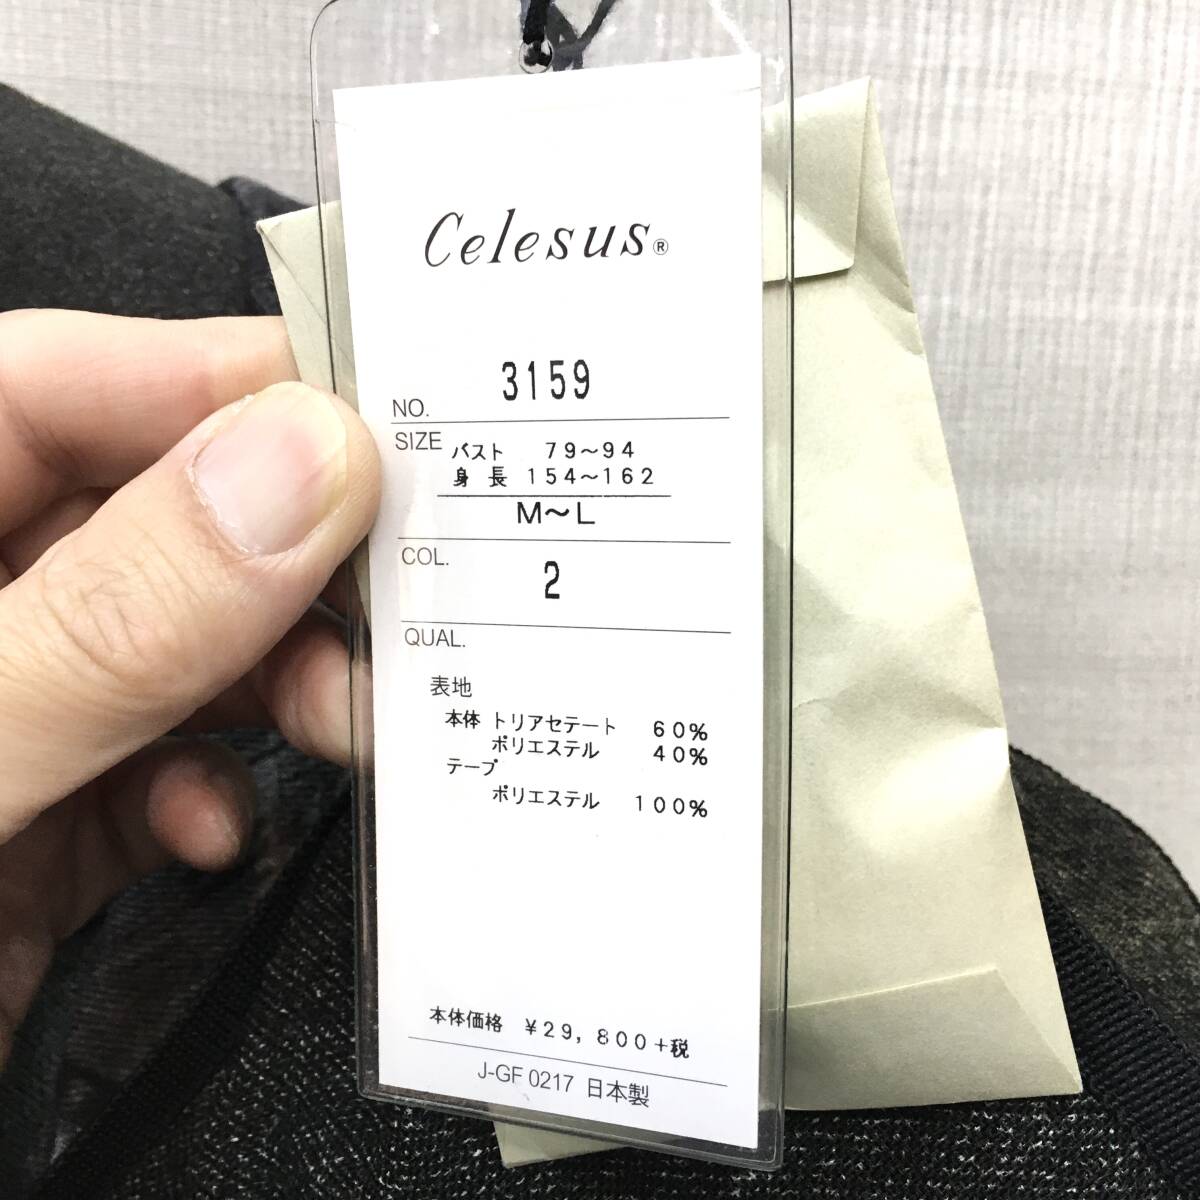 Celesus®
NO. 3159
SIZE バスト 79～94
身長 154～162
M～L
COL. 2
QUAL.
表地
本体 トリアセテート 60%
ポリエステル 40%
テープ
ポリエステル 100%
本体価格 ¥29,800+税
J-GF 0217 日本製